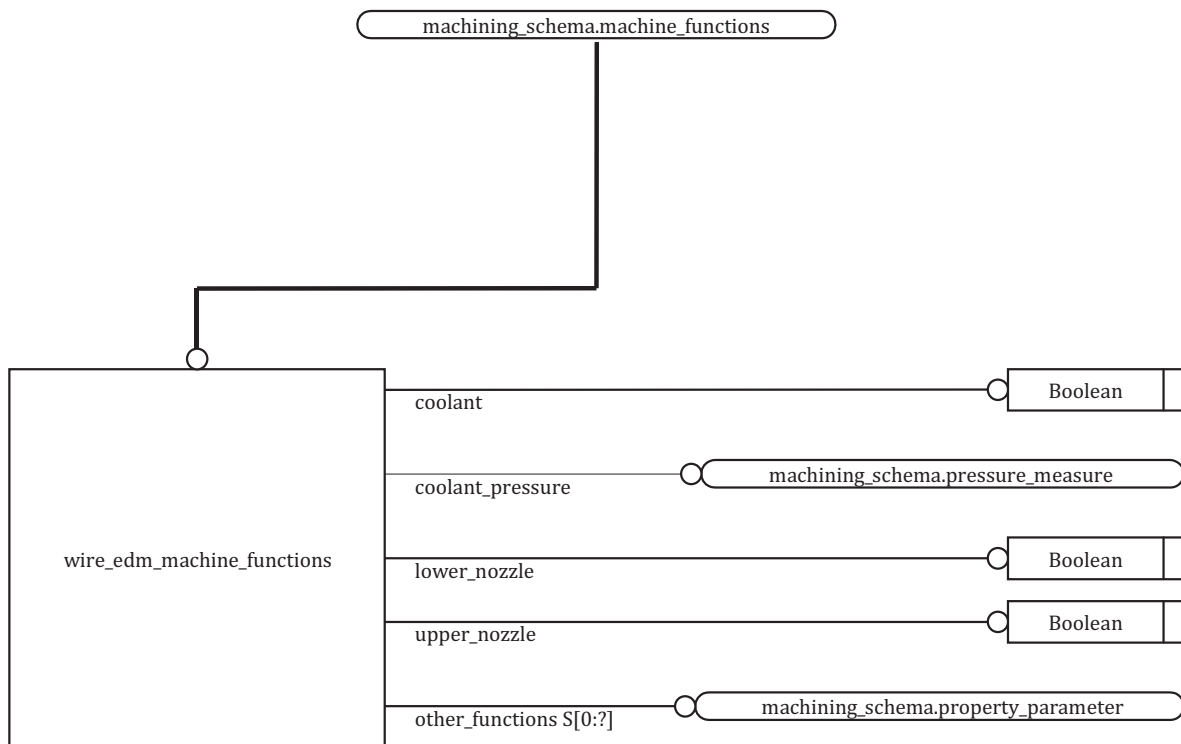 machining_schema.machine_functions
coolant
Boolean
coolant_pressure
machining_schema.pressure_measure
wire_edm_machine_functions
lower_nozzle
Boolean
upper_nozzle
Boolean
other_functions S[0:?]
machining_schema.property_parameter